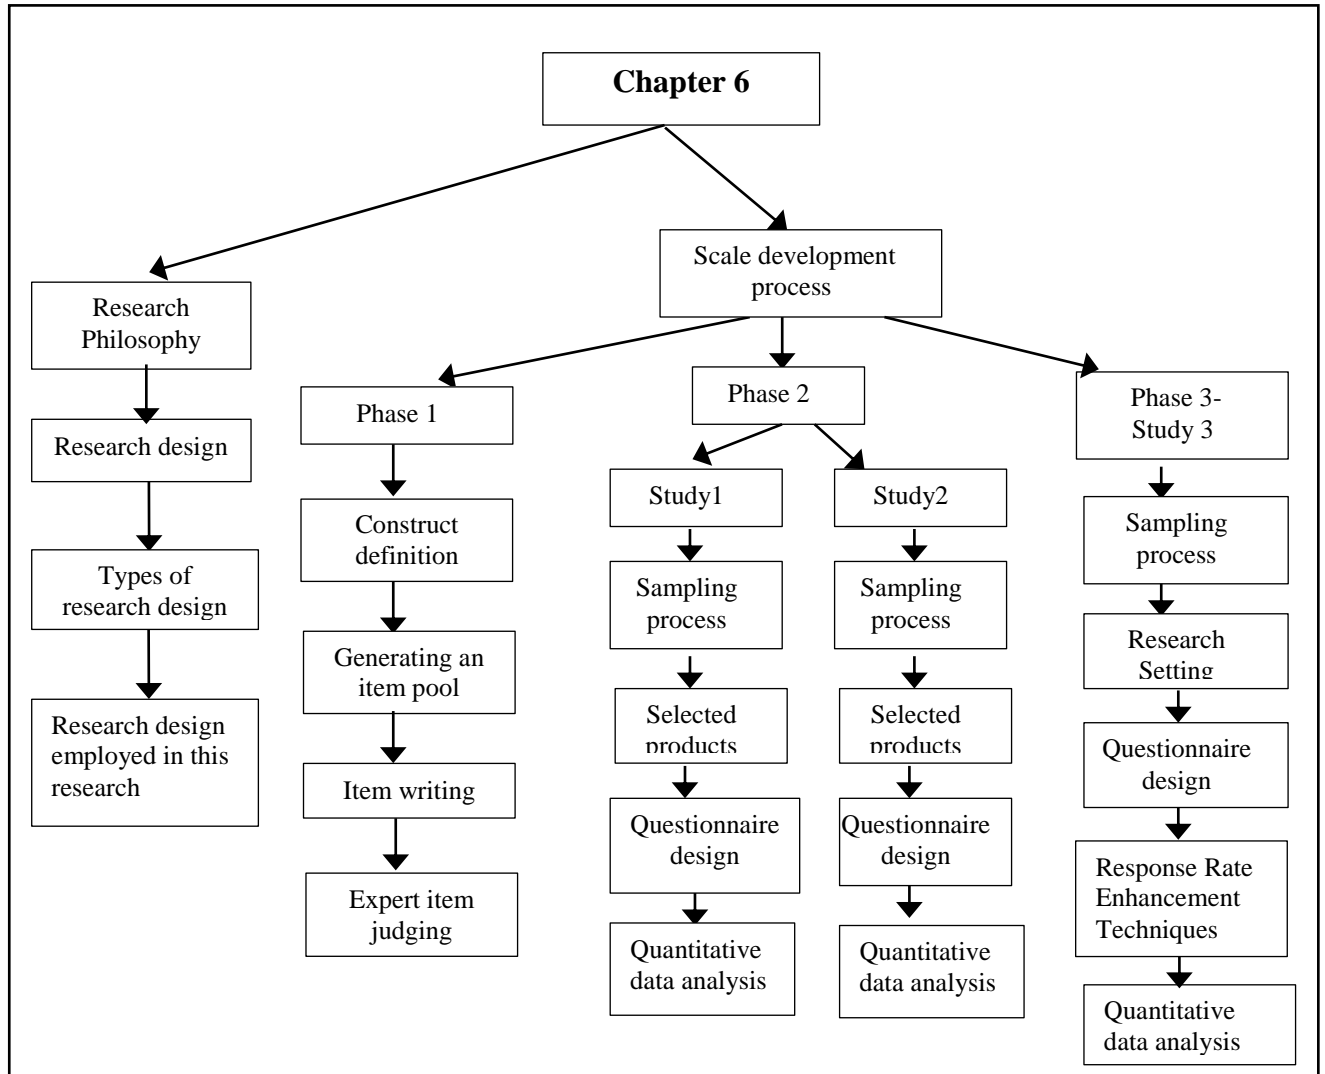 Chapter 6
Scale development
process
Research
Philosophy
Research design
Types of
research design
Research design
employed in this
research
Phase 1
Construct
definition
Generating an
item pool
Item writing
Expert item
judging
Phase 2
Study1
Sampling
process
Selected
products
Questionnaire
design
Quantitative
data analysis
Study2
Sampling
process
Selected
products
Questionnaire
design
Quantitative
data analysis
Phase 3-
Study 3
Sampling
process
Research
Setting
Questionnaire
design
Response Rate
Enhancement
Techniques
Quantitative
data analysis